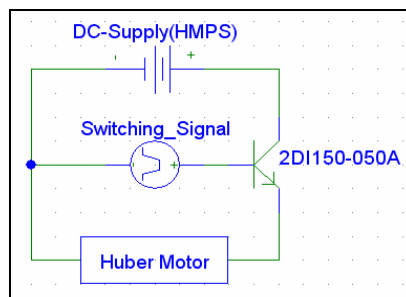 DC-Supply(HMPS)
- +
Switching_Signal
- +
2DI150-050A
Huber Motor